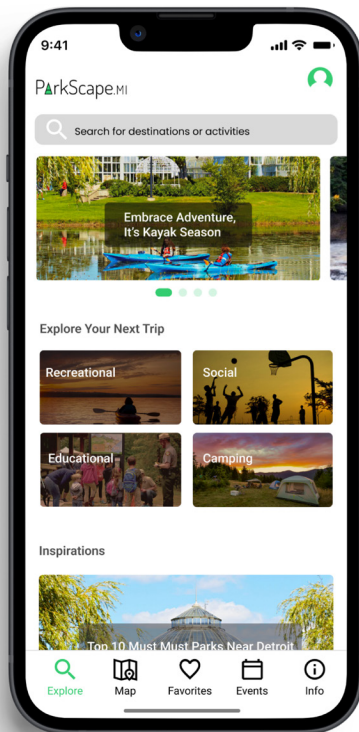 9:41
ParkScape.MI
Search for destinations or activities
Embrace Adventure,
It's Kayak Season
Explore Your Next Trip
Recreational
Social
Educational
Camping
Inspirations
Top 10 Must Must Parks Near Detroit
Explore
Map
Favorites
Events
Info